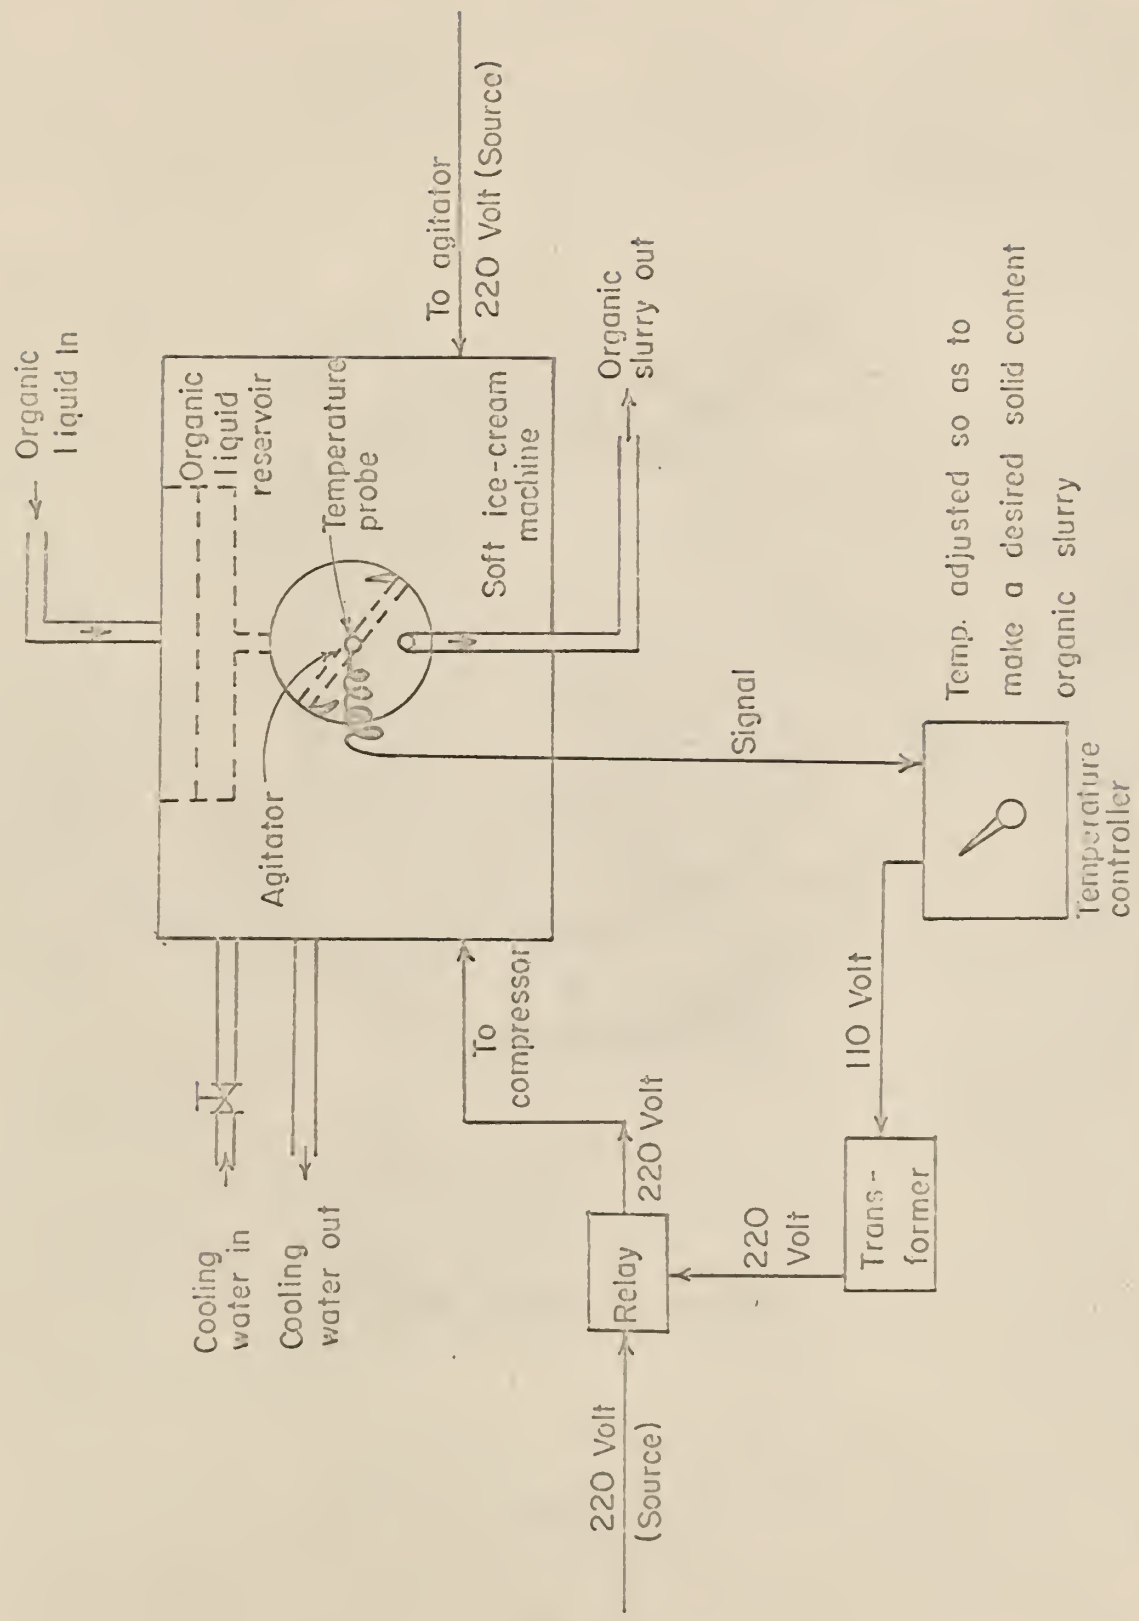 Organic
liquid in
Organic
liquid
reservoir
Temperature
probe
Agitator
Soft ice-cream
machine
To agitator
220 Volt (Source)
Organic
slurry out
Cooling
water in
Cooling
water out
To
compressor
220 Volt
Relay
220 Volt
(Source)
220
Volt
Trans-
former
110 Volt
Signal
Temperature
controller
Temp. adjusted so as to
make a desired solid content
organic slurry